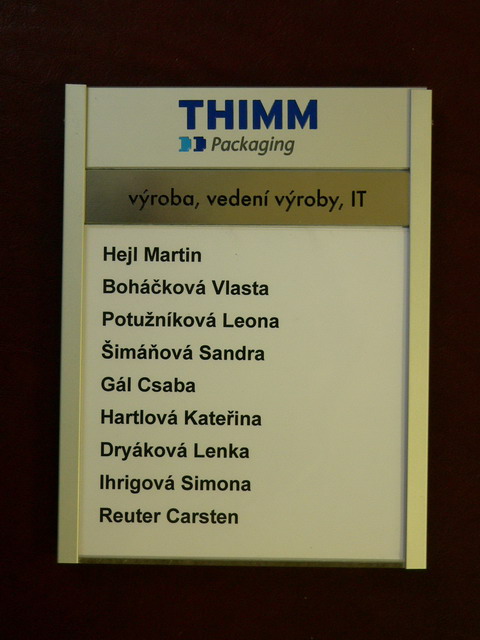 THIMM
Packaging
výroba, vedení výroby, IT
Hejl Martin
Boháčková Vlasta
Potužníková Leona
Šimáňová Sandra
Gál Csaba
Hartlová Kateřina
Dryáková Lenka
Ihrigová Simona
Reuter Carsten